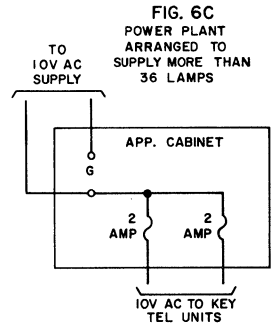 FIG. 6C
POWER PLANT
ARRANGED TO
SUPPLY MORE THAN
36 LAMPS
TO
10V AC
SUPPLY
APP. CABINET
G
2
AMP
2
AMP
10V AC TO KEY
TEL UNITS